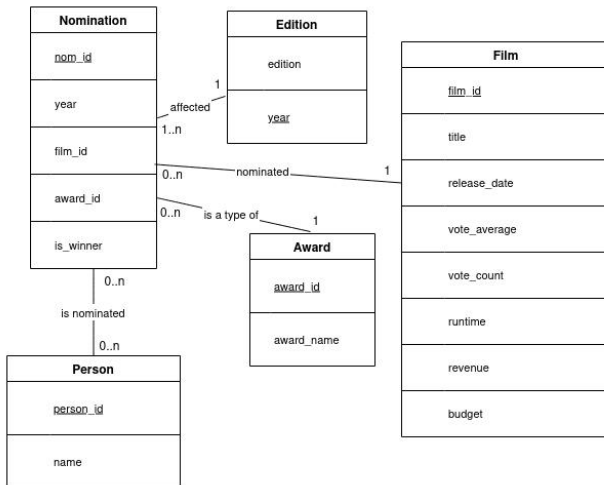 Nomination
nom_id
year
film_id
award_id
is_winner
Edition
edition
year
Film
film_id
title
release_date
vote_average
vote_count
runtime
revenue
budget
1
affected
1..n
0..n
nominated
1
0..n
is a type of
1
Award
award_id
award_name
0..n
is nominated
0..n
Person
person_id
name